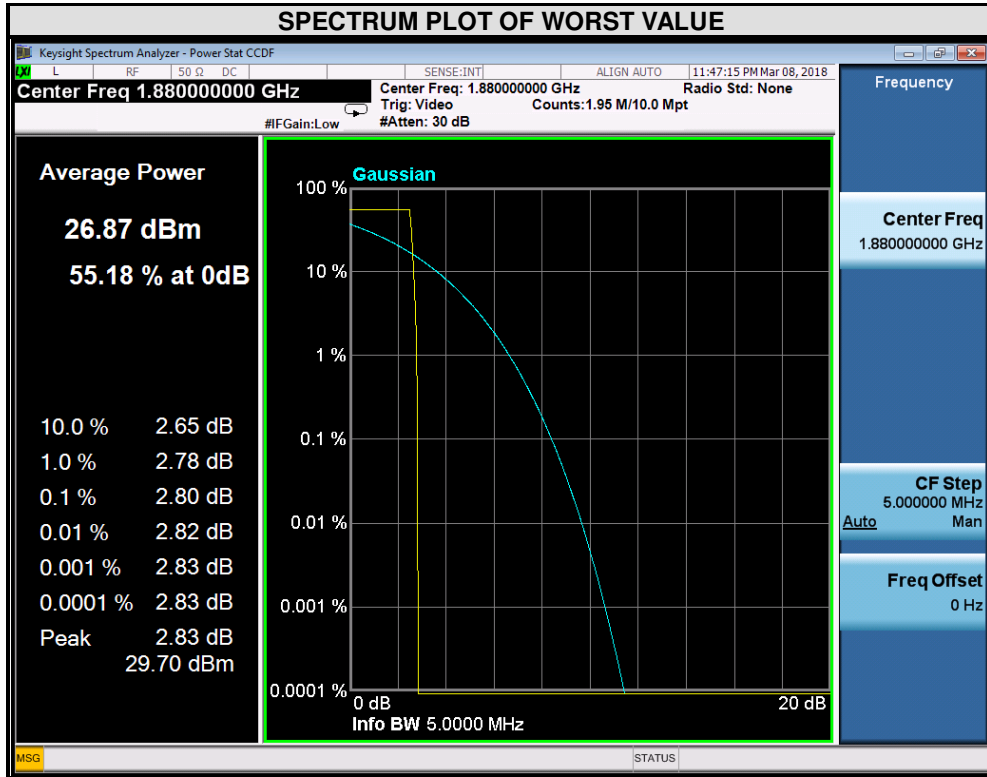 SPECTRUM PLOT OF WORST VALUE
Keysight Spectrum Analyzer - Power Stat CCDF
LXI L RF 50 Ω DC SENSE:INT ALIGN AUTO 11:47:15 PM Mar 08, 2018
Center Freq 1.880000000 GHz
Center Freq: 1.880000000 GHz Radio Std: None
Trig: Video Counts:1.95 M/10.0 Mpt
#IFGain:Low #Atten: 30 dB
Average Power
26.87 dBm
55.18 % at 0dB
10.0 % 2.65 dB
1.0 % 2.78 dB
0.1 % 2.80 dB
0.01 % 2.82 dB
0.001 % 2.83 dB
0.0001 % 2.83 dB
Peak 2.83 dB
29.70 dBm
Gaussian
100 %
10 %
1 %
0.1 %
0.01 %
0.001 %
0.0001 %
0 dB 20 dB
Info BW 5.0000 MHz
Frequency
Center Freq
1.880000000 GHz
CF Step
5.000000 MHz
Auto Man
Freq Offset
0 Hz
MSG STATUS